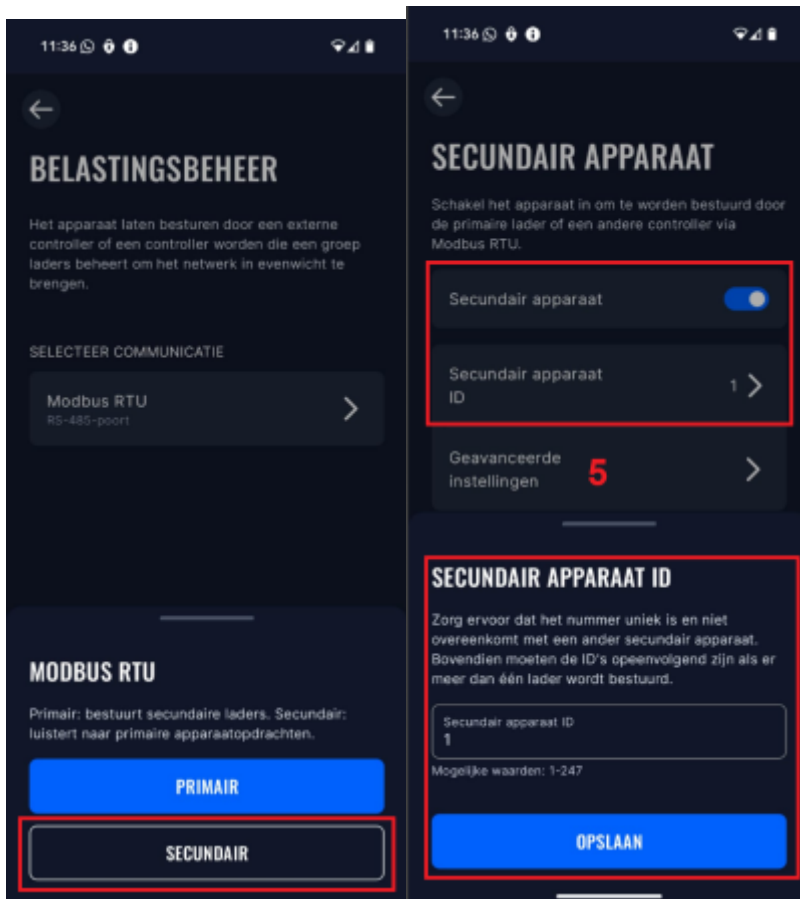 11:36
BELASTINGSBEHEER
Het apparaat laten besturen door een externe
controller of een controller worden die een groep
laders beheert om het netwerk in evenwicht te
brengen.
SELECTEER COMMUNICATIE
Modbus RTU
RS-485-poort
MODBUS RTU
Primair: bestuurt secundaire laders. Secundair:
luistert naar primaire apparaatopdrachten.
PRIMAIR
SECUNDAIR
11:36
SECUNDAIR APPARAAT
Schakel het apparaat in om te worden bestuurd door
de primaire lader of een andere controller via
Modbus RTU.
Secundair apparaat
Secundair apparaat
ID
1
Geavanceerde
instellingen
5
SECUNDAIR APPARAAT ID
Zorg ervoor dat het nummer uniek is en niet
overeenkomt met een ander secundair apparaat.
Bovendien moeten de ID's opeenvolgend zijn als er
meer dan één lader wordt bestuurd.
Secundair apparaat ID
1
Mogelijke waarden: 1-247
OPSLAAN